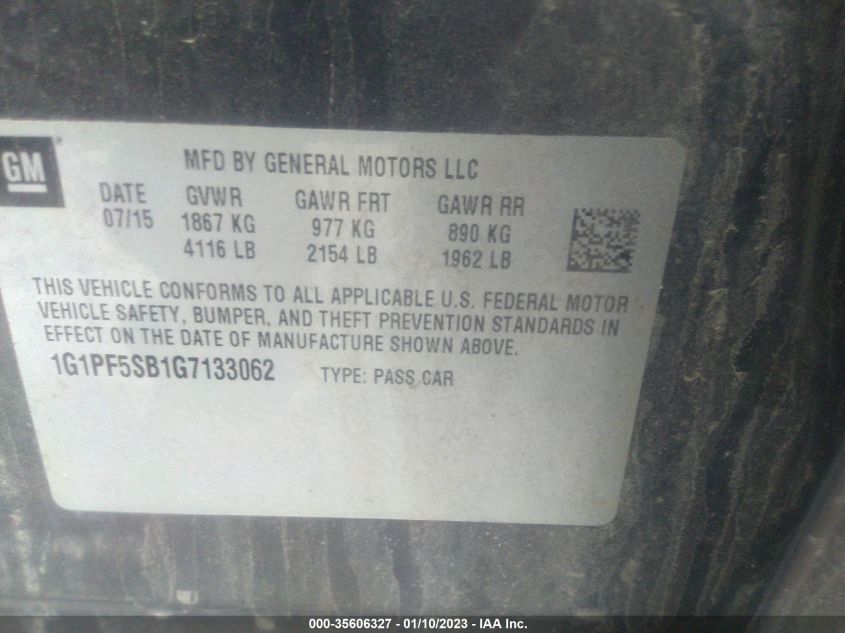 GM
MFD BY GENERAL MOTORS LLC
DATE GVWR GAWR FRT GAWR RR
07/15 1867 KG 977 KG 890 KG
4116 LB 2154 LB 1962 LB
THIS VEHICLE CONFORMS TO ALL APPLICABLE U.S. FEDERAL MOTOR
VEHICLE SAFETY, BUMPER, AND THEFT PREVENTION STANDARDS IN
EFFECT ON THE DATE OF MANUFACTURE SHOWN ABOVE.
1G1PF5SB1G7133062 TYPE: PASS CAR
000-35606327 - 01/10/2023 - IAA Inc.